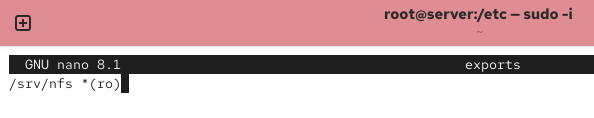 root@server:/etc — sudo -i
~
GNU nano 8.1 exports
/srv/nfs *(ro)